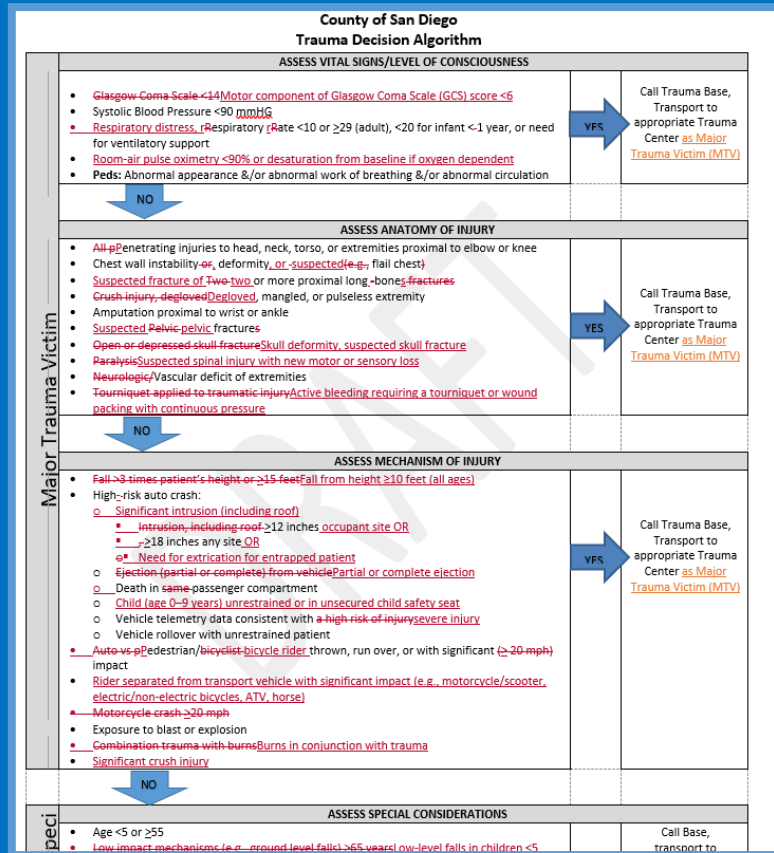 County of San Diego
Trauma Decision Algorithm
ASSESS VITAL SIGNS/LEVEL OF CONSCIOUSNESS
• Glasgow Coma Scale <14Motor component of Glasgow Coma Scale (GCS) score <6
• Systolic Blood Pressure <90 mmHG
• Respiratory distress, rRespiratory rRate <10 or ≥29 (adult), <20 for infant <-1 year, or need
for ventilatory support
• Room-air pulse oximetry <90% or desaturation from baseline if oxygen dependent
• Peds: Abnormal appearance &/or abnormal work of breathing &/or abnormal circulation
YES
Call Trauma Base,
Transport to
appropriate Trauma
Center as Major
Trauma Victim (MTV)
NO
ASSESS ANATOMY OF INJURY
• All pPenetrating injuries to head, neck, torso, or extremities proximal to elbow or knee
• Chest wall instability or, deformity, or -suspected(e.g., flail chest)
• Suspected fracture of Two two or more proximal long -bones fractures
• Crush injury, deglovedDegloved, mangled, or pulseless extremity
• Amputation proximal to wrist or ankle
• Suspected Pelvic pelvic fractures
• Open or depressed skull fractureSkull deformity, suspected skull fracture
• ParalysisSuspected spinal injury with new motor or sensory loss
• Neurologic/Vascular deficit of extremities
• Tourniquet applied to traumatic injuryActive bleeding requiring a tourniquet or wound
packing with continuous pressure
YES
Call Trauma Base,
Transport to
appropriate Trauma
Center as Major
Trauma Victim (MTV)
NO
Major Trauma Victim
ASSESS MECHANISM OF INJURY
• Fall >3 times patient's height or ≥15 feetFall from height ≥10 feet (all ages)
• High-risk auto crash:
o Significant intrusion (including roof)
▪ Intrusion, including roof ≥12 inches occupant site OR
▪ ,≥18 inches any site OR
o▪ Need for extrication for entrapped patient
o Ejection (partial or complete) from vehiclePartial or complete ejection
o Death in same passenger compartment
o Child (age 0–9 years) unrestrained or in unsecured child safety seat
o Vehicle telemetry data consistent with a high risk of injurysevere injury
o Vehicle rollover with unrestrained patient
• Auto vs pPedestrian/bicyclist bicycle rider thrown, run over, or with significant (≥ 20 mph)
impact
• Rider separated from transport vehicle with significant impact (e.g., motorcycle/scooter,
electric/non-electric bicycles, ATV, horse)
• Motorcycle crash ≥20 mph
• Exposure to blast or explosion
• Combination trauma with burnsBurns in conjunction with trauma
• Significant crush injury
YES
Call Trauma Base,
Transport to
appropriate Trauma
Center as Major
Trauma Victim (MTV)
NO
DRAFT
ASSESS SPECIAL CONSIDERATIONS
peci
• Age <5 or ≥55
• Low impact mechanisms (e.g., ground level falls) >65 yearsLow-level falls in children <5
Call Base,
transport to